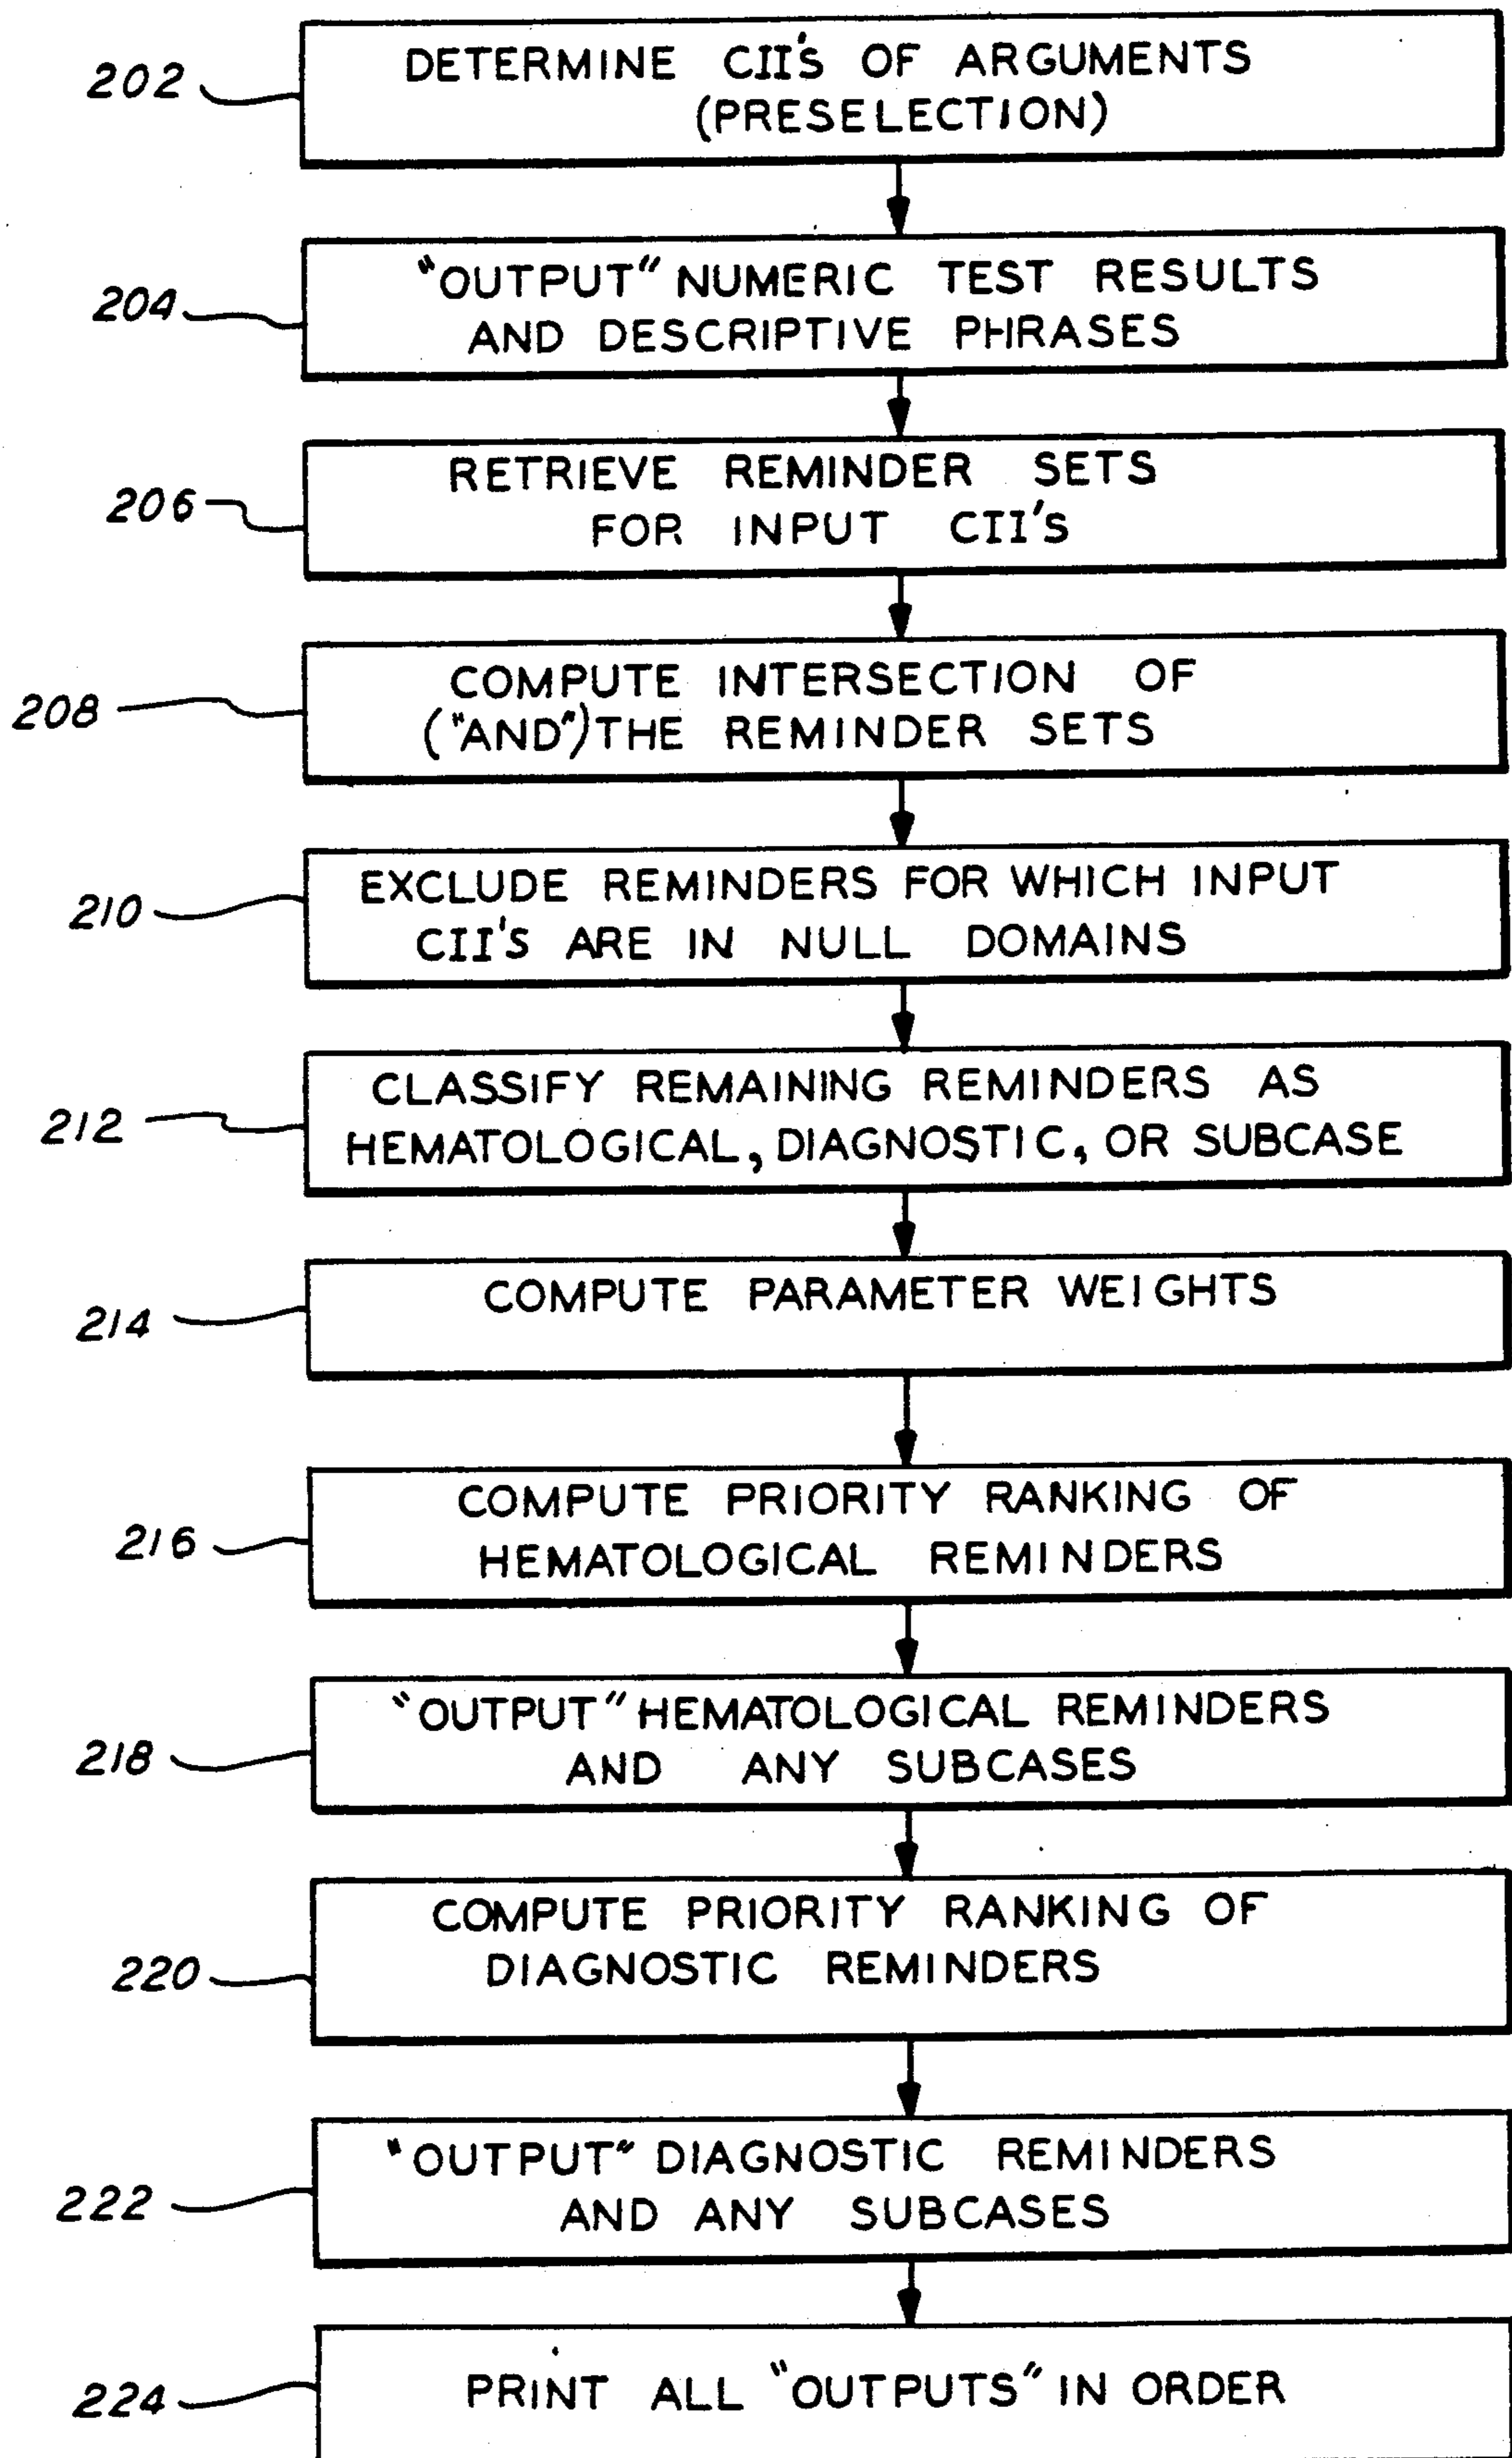 202
DETERMINE CII'S OF ARGUMENTS
(PRESELECTION)
204
"OUTPUT" NUMERIC TEST RESULTS
AND DESCRIPTIVE PHRASES
206
RETRIEVE REMINDER SETS
FOR INPUT CII'S
208
COMPUTE INTERSECTION OF
("AND") THE REMINDER SETS
210
EXCLUDE REMINDERS FOR WHICH INPUT
CII'S ARE IN NULL DOMAINS
212
CLASSIFY REMAINING REMINDERS AS
HEMATOLOGICAL, DIAGNOSTIC, OR SUBCASE
214
COMPUTE PARAMETER WEIGHTS
216
COMPUTE PRIORITY RANKING OF
HEMATOLOGICAL REMINDERS
218
"OUTPUT" HEMATOLOGICAL REMINDERS
AND ANY SUBCASES
220
COMPUTE PRIORITY RANKING OF
DIAGNOSTIC REMINDERS
222
"OUTPUT" DIAGNOSTIC REMINDERS
AND ANY SUBCASES
224
PRINT ALL "OUTPUTS" IN ORDER